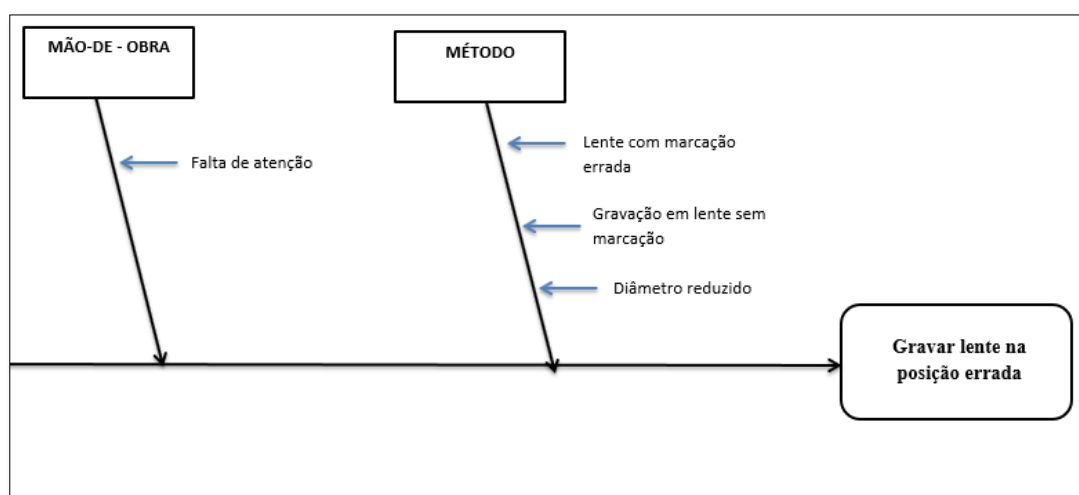 MÃO-DE - OBRA
MÉTODO
Falta de atenção
Lente com marcação
errada
Gravação em lente sem
marcação
Diâmetro reduzido
Gravar lente na
posição errada